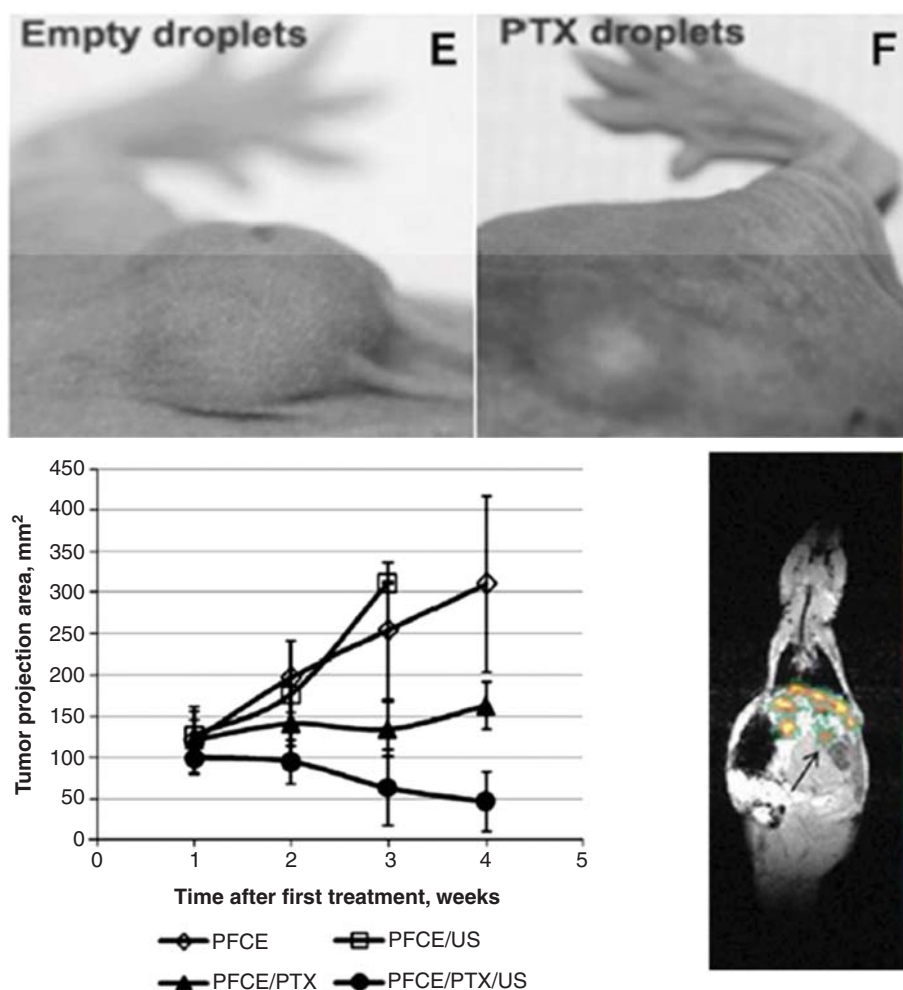 Empty droplets
E
PTX droplets
F
450
400
350
300
250
200
150
100
50
0
Tumor projection area, mm²
0 1 2 3 4 5
Time after first treatment, weeks
PFCE PFCE/US
PFCE/PTX PFCE/PTX/US